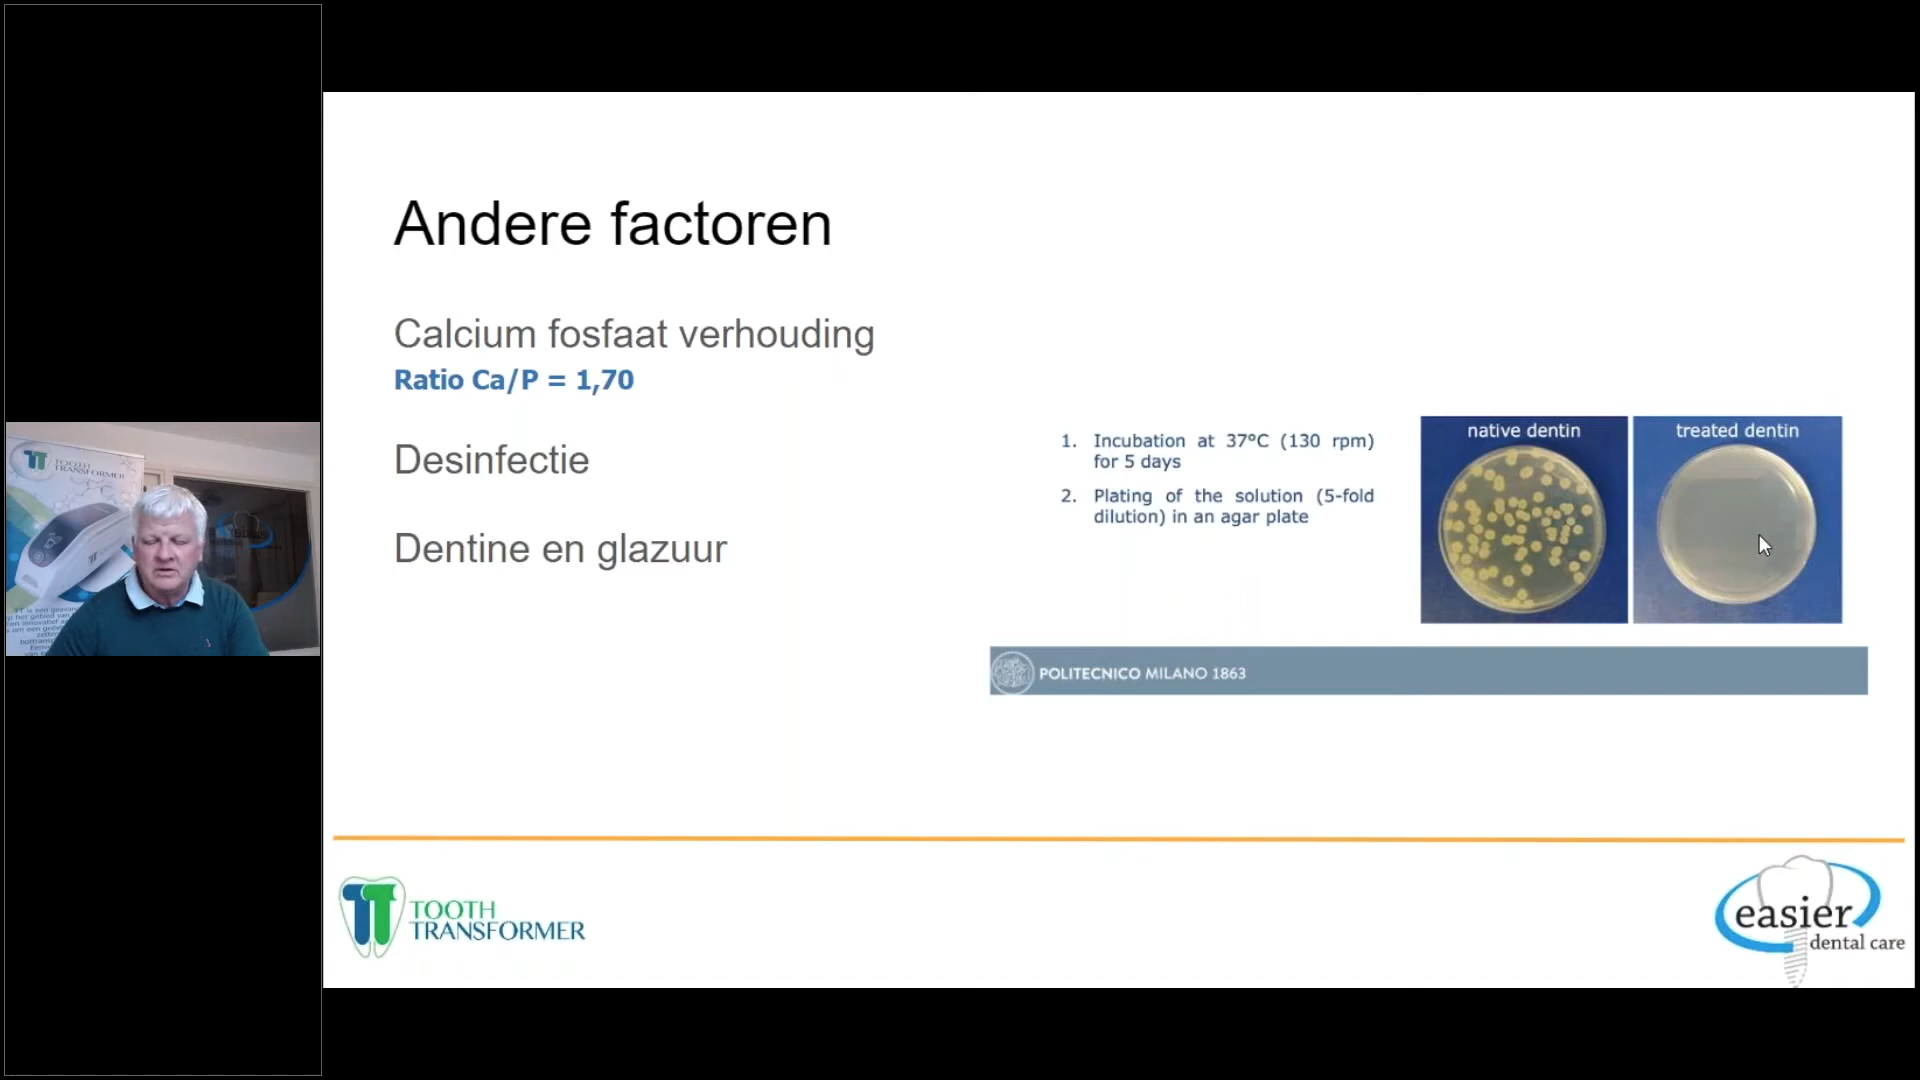 TOOTH
TRANSFORMER
Andere factoren
Calcium fosfaat verhouding
Ratio Ca/P = 1,70
Desinfectie
Dentine en glazuur
1. Incubation at 37°C (130 rpm)
for 5 days
2. Plating of the solution (5-fold
dilution) in an agar plate
native dentin
treated dentin
POLITECNICO MILANO 1863
TOOTH
TRANSFORMER
easier
dental care